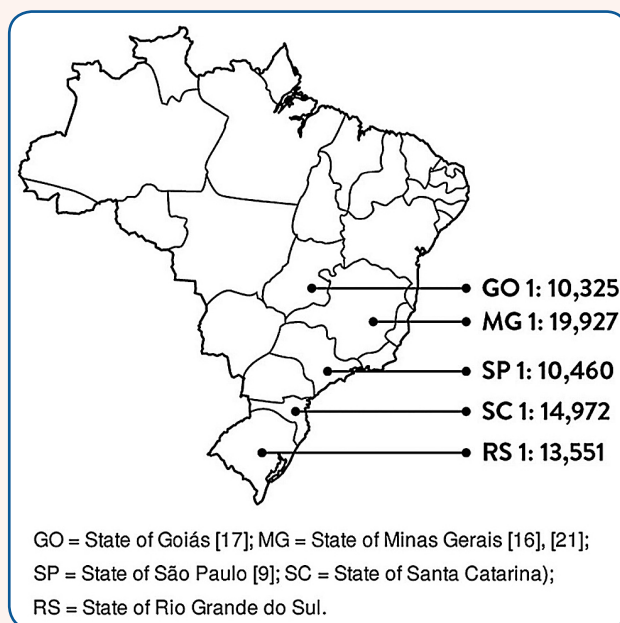 GO 1: 10,325
MG 1: 19,927
SP 1: 10,460
SC 1: 14,972
RS 1: 13,551
GO = State of Goiás [17]; MG = State of Minas Gerais [16], [21];
SP = State of São Paulo [9]; SC = State of Santa Catarina);
RS = State of Rio Grande do Sul.